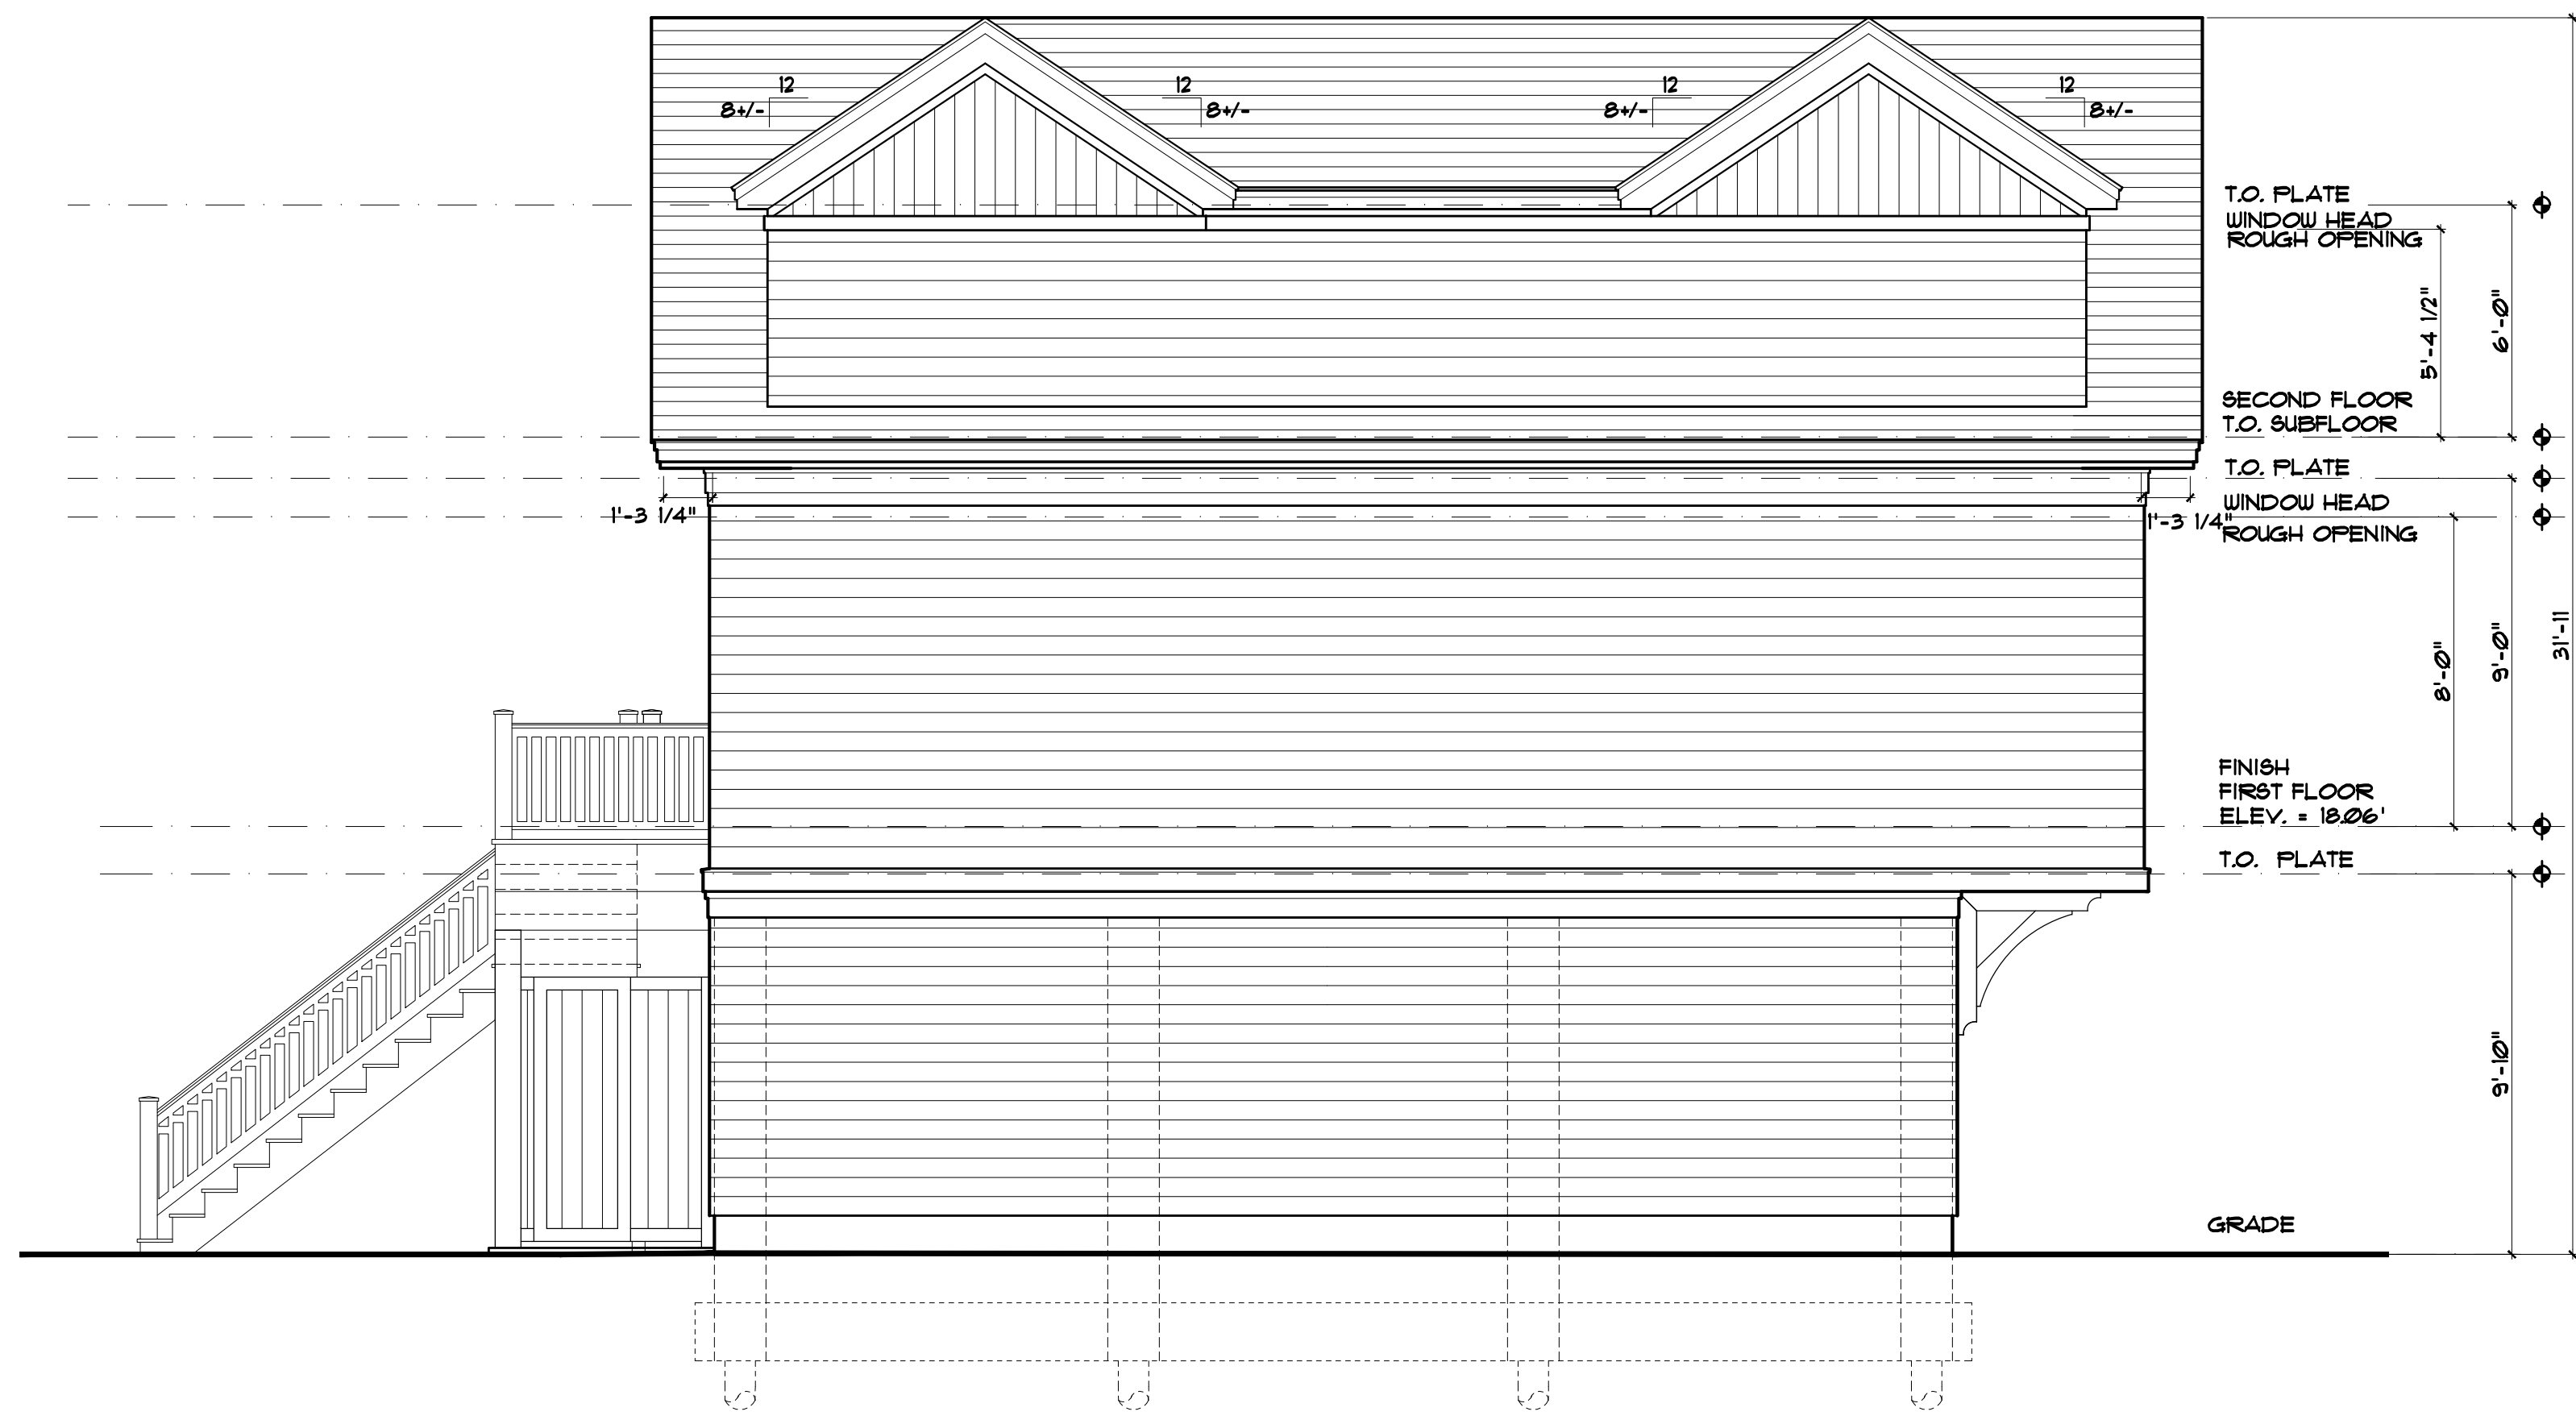 12
8+/-
12
8+/-
12
8+/-
12
8+/-
T.O. PLATE
WINDOW HEAD
ROUGH OPENING
5'-4 1/2"
6'-0"
SECOND FLOOR
T.O. SUBFLOOR
T.O. PLATE
WINDOW HEAD
1'-3 1/4"
1'-3 1/4"
ROUGH OPENING
8'-0"
9'-0"
31'-11
FINISH
FIRST FLOOR
ELEV. = 18.06'
T.O. PLATE
9'-10"
GRADE